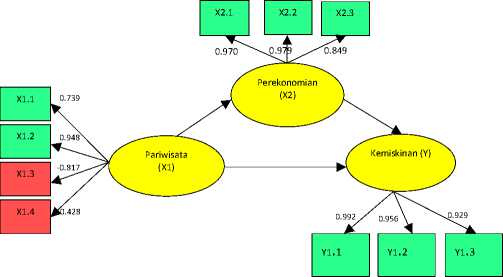 X2.1
X2.2
X2.3
0.970
0.979
0.849
Perekonomian
(X2)
X1.1
0.739
X1.2
0.948
X1.3
-0.817
X1.4
0.428
Pariwisata
(X1)
Kemiskinan (Y)
0.992
0.956
0.929
Y1.1
Y1.2
Y1.3